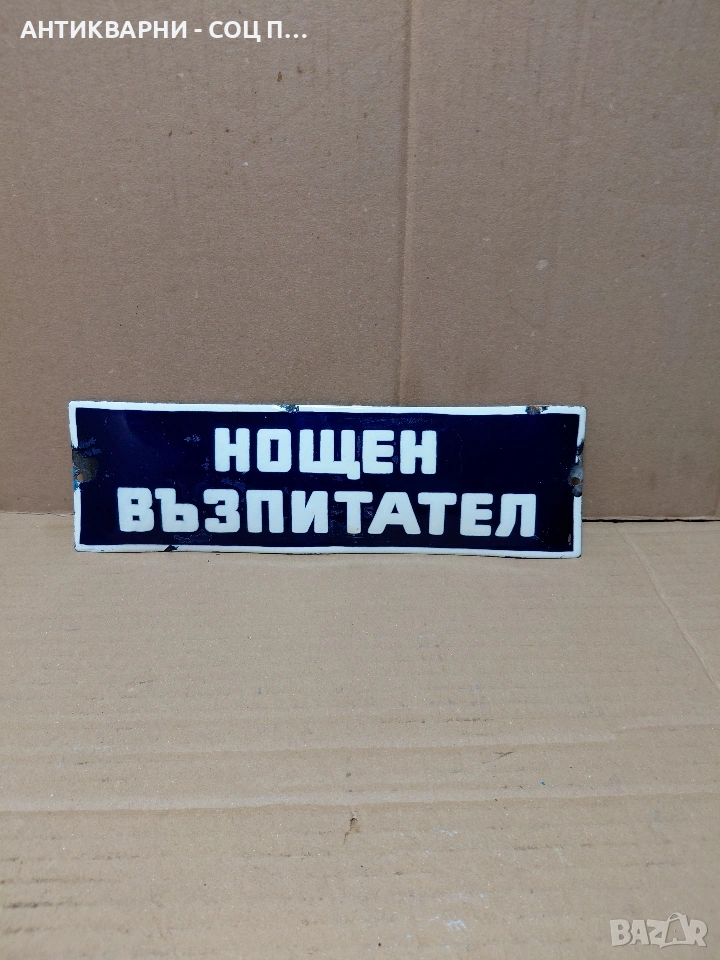 АНТИКВАРНИ - СОЦ П...
НОЩЕН
ВЪЗПИТАТЕЛ
BAZAR